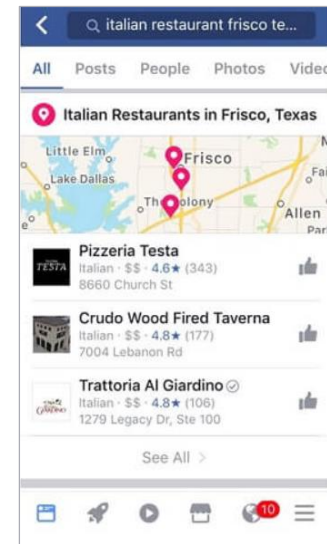 italian restaurant frisco te...
All Posts People Photos Video
Italian Restaurants in Frisco, Texas
Little Elm
Frisco
Lake Dallas
The Colony
Allen
Pizzeria Testa
Italian · $$ · 4.6★ (343)
8660 Church St
TESTA
Crudo Wood Fired Taverna
Italian · $$ · 4.8★ (177)
7004 Lebanon Rd
Trattoria Al Giardino
Italian · $$ · 4.8★ (106)
1279 Legacy Dr, Ste 100
See All >
10